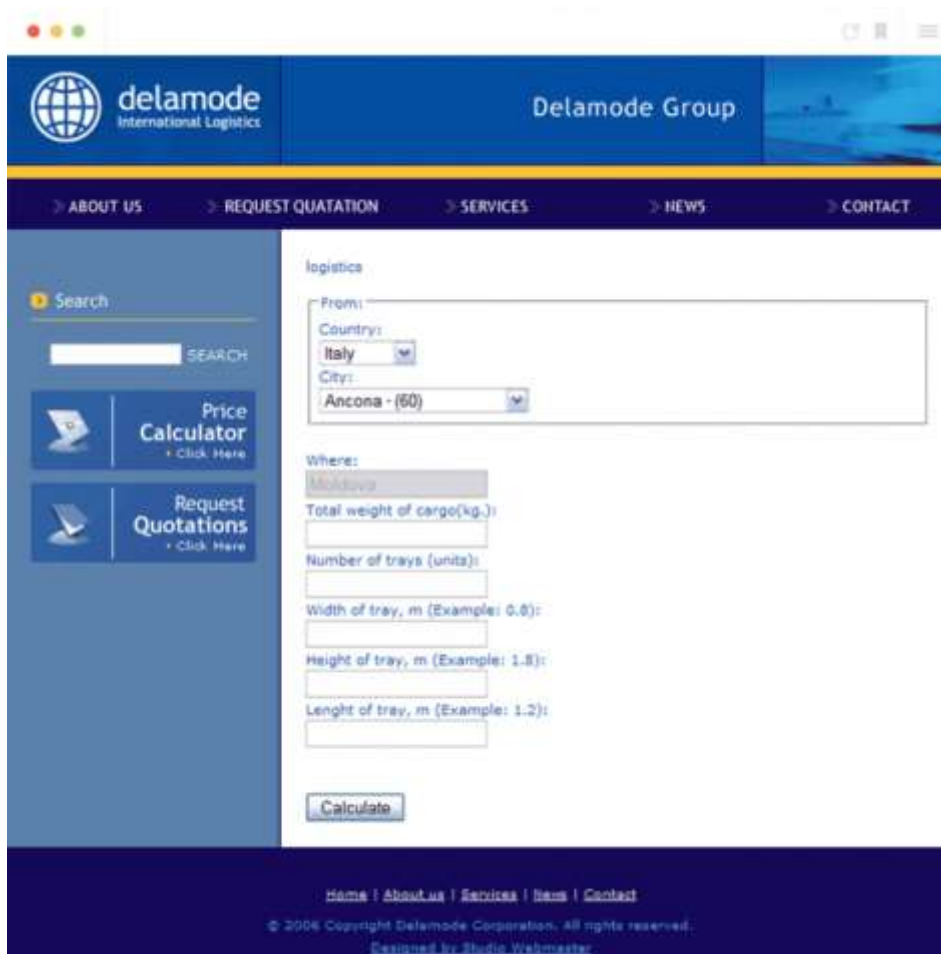 delamode
International Logistics
Delamode Group
ABOUT US
REQUEST QUATATION
SERVICES
NEWS
CONTACT
Search
SEARCH
Price
Calculator
Click Here
Request
Quotations
Click Here
logistics
From:
Country:
Italy
City:
Ancona - (60)
Where:
Moldova
Total weight of cargo(kg.):
Number of trays (units):
Width of tray, m (Example: 0.8):
Height of tray, m (Example: 1.8):
Lenght of tray, m (Example: 1.2):
Calculate
Home | About us | Services | News | Contact
© 2006 Copyright Delamode Corporation. All rights reserved.
Designed by Studio Webmaster